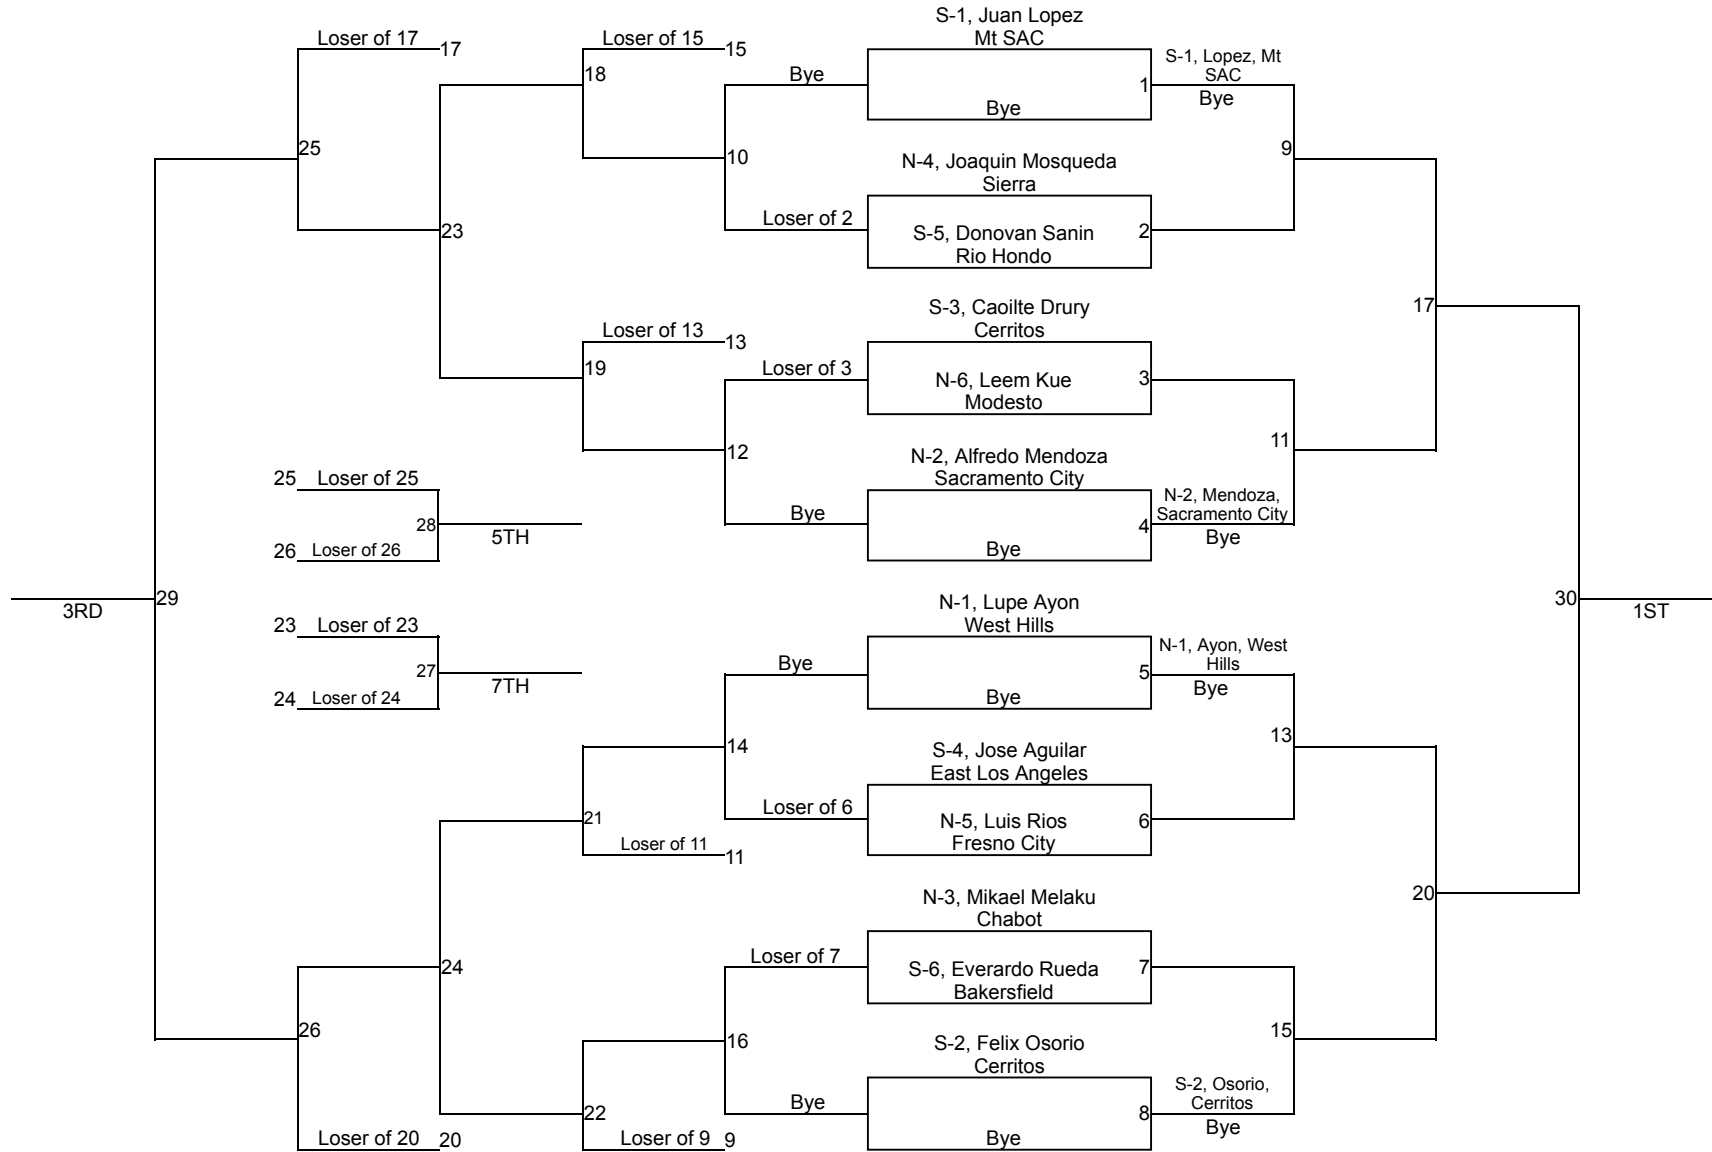 S-1, Juan Lopez
Mt SAC
Loser of 17
17
Loser of 15
15
S-1, Lopez, Mt
SAC
18
Bye
1
Bye
Bye
25
10
N-4, Joaquin Mosqueda
Sierra
9
Loser of 2
23
S-5, Donovan Sanin
Rio Hondo
2
S-3, Caoilte Drury
Cerritos
17
Loser of 13
13
19
Loser of 3
N-6, Leem Kue
Modesto
3
12
N-2, Alfredo Mendoza
Sacramento City
11
25
Loser of 25
N-2, Mendoza,
Sacramento City
28
5TH
Bye
4
Bye
26
Loser of 26
Bye
29
3RD
N-1, Lupe Ayon
West Hills
30
1ST
23
Loser of 23
N-1, Ayon, West
Hills
27
7TH
Bye
5
Bye
24
Loser of 24
Bye
14
S-4, Jose Aguilar
East Los Angeles
13
Loser of 6
21
N-5, Luis Rios
Fresno City
6
Loser of 11
11
N-3, Mikael Melaku
Chabot
20
Loser of 7
24
S-6, Everardo Rueda
Bakersfield
7
26
16
S-2, Felix Osorio
Cerritos
15
S-2, Osorio,
Cerritos
Bye
22
8
Bye
Loser of 20
20
Loser of 9
9
Bye